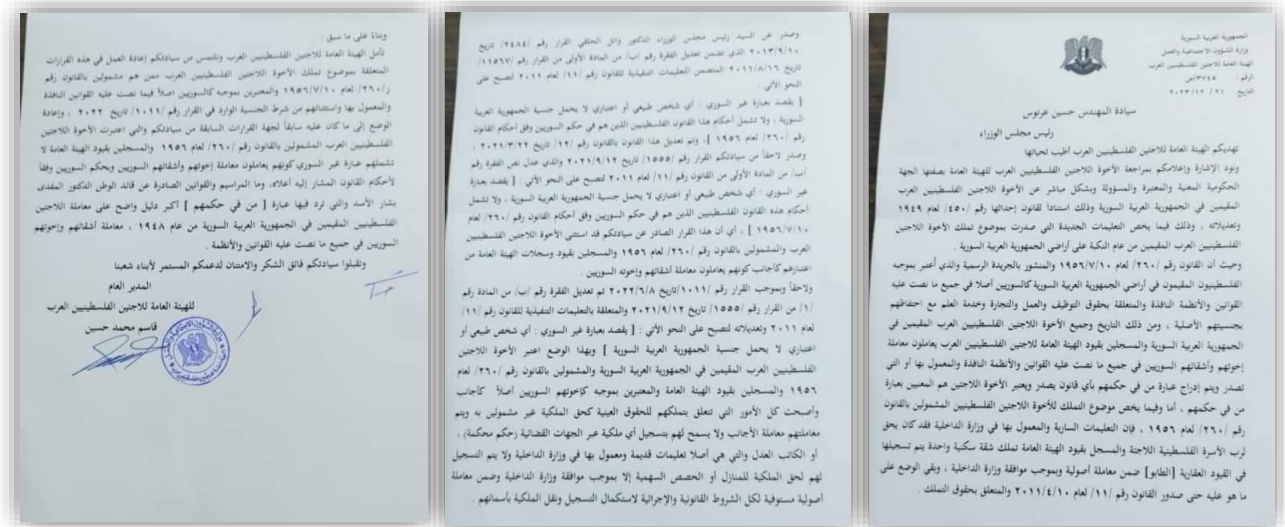 الجمهورية العربية السورية
وزارة الشؤون الاجتماعية والعمل
الهيئة العامة للاجئين الفلسطينيين العرب
الرقم : ٣٧٤٥/ص
التاريخ ٢١/ ١٢/ ٢٠٢٣
سيادة المهندس حسين عرنوس
رئيس مجلس الوزراء
تهديكم الهيئة العامة للاجئين الفلسطينيين العرب أطيب تحياتها
ونود الإشارة وإعلامكم بمراجعة الأخوة اللاجئين الفلسطينيين العرب للهيئة العامة بصفتها الجهة
الحكومية المعنية والمعتبرة والمسؤولة وبشكل مباشر عن الأخوة اللاجئين الفلسطينيين العرب
المقيمين في الجمهورية العربية السورية وذلك استناداً لقانون إحداثها رقم /٤٥٠/ لعام ١٩٤٩
وتعديلاته ، وذلك فيما يخص التعليمات الجديدة التي صدرت بموضوع تملك الأخوة اللاجئين
الفلسطينيين العرب المقيمين من عام النكبة على أراضي الجمهورية العربية السورية .
وحيث أن القانون رقم /٢٦٠/ لعام ١٩٥٦/٧/١٠ والمنشور بالجريدة الرسمية والذي أعتبر بموجبه
الفلسطينيون المقيمون في أراضي الجمهورية العربية السورية كالسوريين أصلاً في جميع ما نصت عليه
القوانين والأنظمة النافذة والمتعلقة بحقوق التوظيف والعمل والتجارة وخدمة العلم مع احتفاظهم
بجنسيتهم الأصلية ، ومن ذلك التاريخ وجميع الأخوة اللاجئين الفلسطينيين العرب المقيمين في
الجمهورية العربية السورية والمسجلين بقيود الهيئة العامة للاجئين الفلسطينيين العرب يعاملون معاملة
إخوتهم وأشقائهم السوريين في جميع ما نصت عليه القوانين والأنظمة النافذة والمعمول بها أو التي
تصدر ويتم إدراج عبارة من في حكمهم بأي قانون يصدر ويعتبر الأخوة اللاجئين هم المعنيين بعبارة
من في حكمهم ، أما وفيما يخص موضوع التملك للأخوة اللاجئين الفلسطينيين المشمولين بالقانون
رقم /٢٦٠/ لعام ١٩٥٦ ، فإن التعليمات السارية والمعمول بها في وزارة الداخلية فقد كان يحق
لرب الأسرة الفلسطينية اللاجئة والمسجل بقيود الهيئة العامة تملك شقة سكنية واحدة يتم تسجيلها
في القيود العقارية [الطابو] ضمن معاملة أصولية وبموجب موافقة وزارة الداخلية ، وبقي الوضع على
ما هو عليه حتى صدور القانون رقم /١١/ لعام ٢٠١١/٤/١٠ والمتعلق بحقوق التملك .
وصدر عن السيد رئيس مجلس الوزراء الدكتور وائل الحلقي القرار رقم /٢٤٨٤/ تاريخ
٢٠١٣/٩/١٠ الذي تضمن تعديل الفقرة رقم /ب/ من المادة الأولى من القرار رقم /١١٥٦٧/
تاريخ ٢٠١١/٨/١٦ المتضمن التعليمات التنفيذية للقانون رقم /١١/ لعام ٢٠١١ لتصبح على
النحو الآتي :
[ يقصد بعبارة غير السوري : أي شخص طبيعي أو اعتباري لا يحمل جنسية الجمهورية العربية
السورية ، ولا تشمل أحكام هذا القانون الفلسطينيين الذين هم في حكم السوريين وفق أحكام القانون
رقم /٢٦٠/ لعام ١٩٥٦ ]، وتم تعديل هذا القانون بالقانون رقم /١٢/ تاريخ ٢٠٢١/٣/٢٢ .
وصدر لاحقاً من سيادتكم القرار رقم /١٥٥٥/ تاريخ ٢٠٢١/٩/١٢ والذي عدل نص الفقرة رقم
/ب/ من المادة الأولى من القانون رقم /١١/ لعام ٢٠١١ لتصبح على النحو الآتي : [ يقصد بعبارة
غير السوري : أي شخص طبيعي أو اعتباري لا يحمل جنسية الجمهورية العربية السورية ، ولا تشمل
أحكام هذه القانون الفلسطينيين الذين هم في حكم السوريين وفق أحكام القانون رقم /٢٦٠/ لعام
١٩٥٦/٧/١٠ ] ، أي أن هذا القرار الصادر عن سيادتكم قد استثنى الأخوة اللاجئين الفلسطينيين
العرب والمشمولين بالقانون رقم /٢٦٠/ لعام ١٩٥٦ والمسجلين بقيود وسجلات الهيئة العامة من
اعتبارهم كأجانب كونهم يعاملون معاملة أشقائهم وإخوته السوريين .
ولاحقاً وبموجب القرار رقم /١٠١١/تاريخ ٢٠٢٢/٦/٨ تم تعديل الفقرة رقم /ب/ من المادة رقم
/١/ من القرار رقم /١٥٥٥/ تاريخ ٢٠٢١/٩/١٢ والمتعلقة بالتعليمات التنفيذية للقانون رقم /١١/
لعام ٢٠١١ وتعديلاته لتصبح على النحو الآتي : [ يقصد بعبارة غير السوري : أي شخص طبيعي أو
اعتباري لا يحمل جنسية الجمهورية العربية السورية ] وبهذا الوضع اعتبر الأخوة اللاجئين
الفلسطينيين العرب المقيمين في الجمهورية العربية السورية والمشمولين بالقانون رقم /٢٦٠/ لعام
١٩٥٦ والمسجلين بقيود الهيئة العامة والمعتبرين بموجبه كإخوتهم السوريين أصلاً كأجانب
وأصبحت كل الأمور التي تتعلق بتملكهم للحقوق العينية كحق الملكية غير مشمولين به ويتم
معاملتهم معاملة الأجانب ولا يسمح لهم بتسجيل أي ملكية عبر الجهات القضائية (حكم محكمة) ،
أو الكاتب العدل والتي هي أصلا تعليمات قديمة ومعمول بها في وزارة الداخلية ولا يتم التسجيل
لهم لحق الملكية للمنازل أو الحصص السهمية إلا بموجب موافقة وزارة الداخلية وضمن معاملة
أصولية مستوفية لكل الشروط القانونية والإجرائية لاستكمال التسجيل ونقل الملكية بأسمائهم .
وبناءً على ما سبق :
تأمل الهيئة العامة للاجئين الفلسطينيين العرب ونلتمس من سيادتكم إعادة العمل في هذه القرارات
المتعلقة بموضوع تملك الأخوة اللاجئين الفلسطينيين العرب ممن هم مشمولين بالقانون رقم
/٢٦٠/ لعام ١٩٥٦/٧/١٠ والمعتبرين بموجبه كالسوريين أصلاً فيما نصت عليه القوانين النافذة
والمعمول بها واستثنائهم من شرط الجنسية الوارد في القرار رقم /١٠١١/ تاريخ ٢٠٢٢ ، وإعادة
الوضع إلى ما كان عليه سابقاً لجهة القرارات السابقة من سيادتكم والتي اعتبرت الأخوة اللاجئين
الفلسطينيين العرب المشمولين بالقانون رقم /٢٦٠/ لعام ١٩٥٦ والمسجلين بقيود الهيئة العامة لا
تشملهم عبارة غير السوري كونهم يعاملون معاملة إخوتهم وأشقائهم السوريين وبحكم السوريين وفقاً
لأحكام القانون المشار إليه أعلاه، وما المراسيم والقوانين الصادرة عن قائد الوطن الدكتور المفدى
بشار الأسد والتي ترد فيها عبارة [ من في حكمهم ] أكبر دليل واضح على معاملة اللاجئين
الفلسطينيين المقيمين في الجمهورية العربية السورية من عام ١٩٤٨ ، معاملة أشقائهم وإخوتهم
السوريين في جميع ما نصت عليه القوانين والأنظمة .
وتقبلوا سيادتكم فائق الشكر والامتنان لدعمكم المستمر لأبناء شعبنا
المدير العام
للهيئة العامة للاجئين الفلسطينيين العرب
قاسم محمد حسين